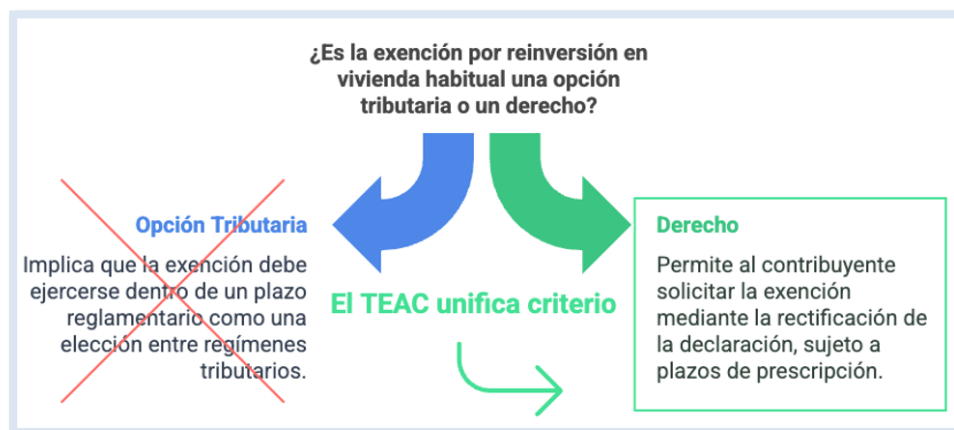 ¿Es la exención por reinversión en
vivienda habitual una opción
tributaria o un derecho?
Opción Tributaria
Implica que la exención debe
ejercerse dentro de un plazo
reglamentario como una
elección entre regímenes
tributarios.
El TEAC unifica criterio
Derecho
Permite al contribuyente
solicitar la exención
mediante la rectificación de
la declaración, sujeto a
plazos de prescripción.